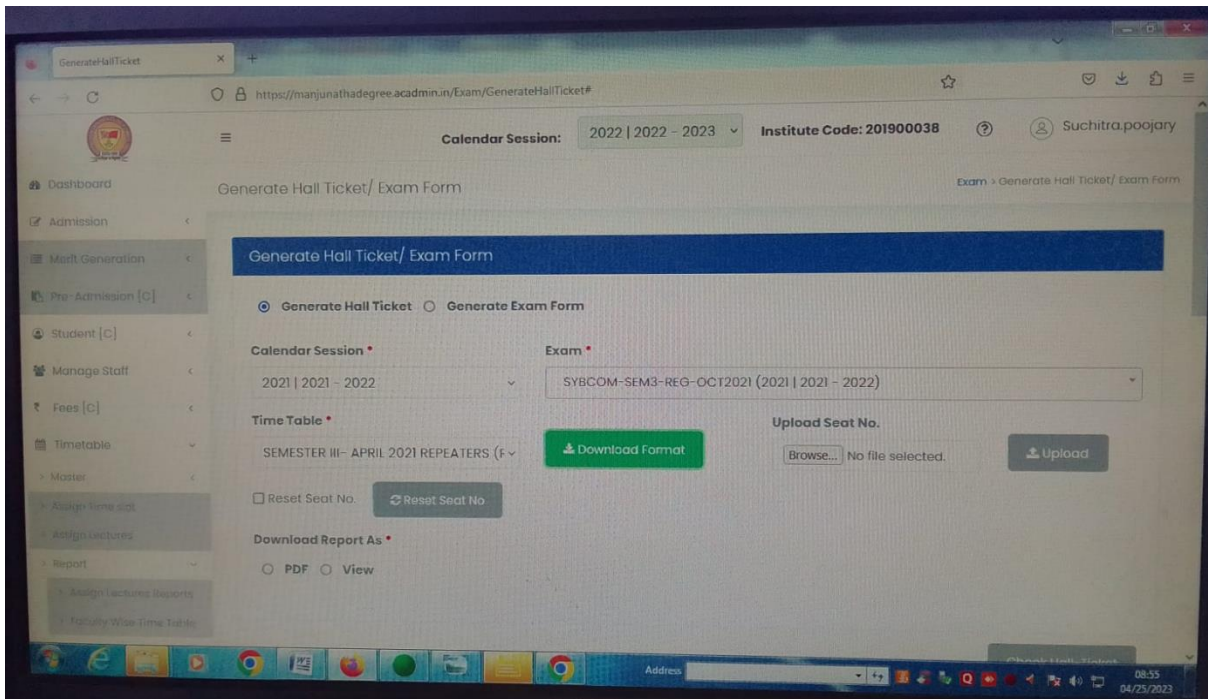 GenerateHallTicket
https://manjunathadegree.acadmin.in/Exam/GenerateHallTicket#
Calendar Session: 2022 | 2022 - 2023 Institute Code: 201900038 Suchitra.poojary
Dashboard
Generate Hall Ticket/ Exam Form Exam > Generate Hall Ticket/ Exam Form
Admission
Merit Generation
Generate Hall Ticket/ Exam Form
Pre-Admission [C]
Generate Hall Ticket Generate Exam Form
Student [C]
Calendar Session * Exam *
Manage Staff
2021 | 2021 - 2022 SYBCOM-SEM3-REG-OCT2021 (2021 | 2021 - 2022)
Fees [C]
Time Table * Upload Seat No.
Timetable
SEMESTER III- APRIL 2021 REPEATERS (F Download Format Browse... No file selected. Upload
Master
Assign Time slot
Reset Seat No. Reset Seat No
Assign Lectures
Download Report As *
Report
PDF View
Assign Lectures Reports
Faculty Wise Time Table
Address
08:55
04/25/2023